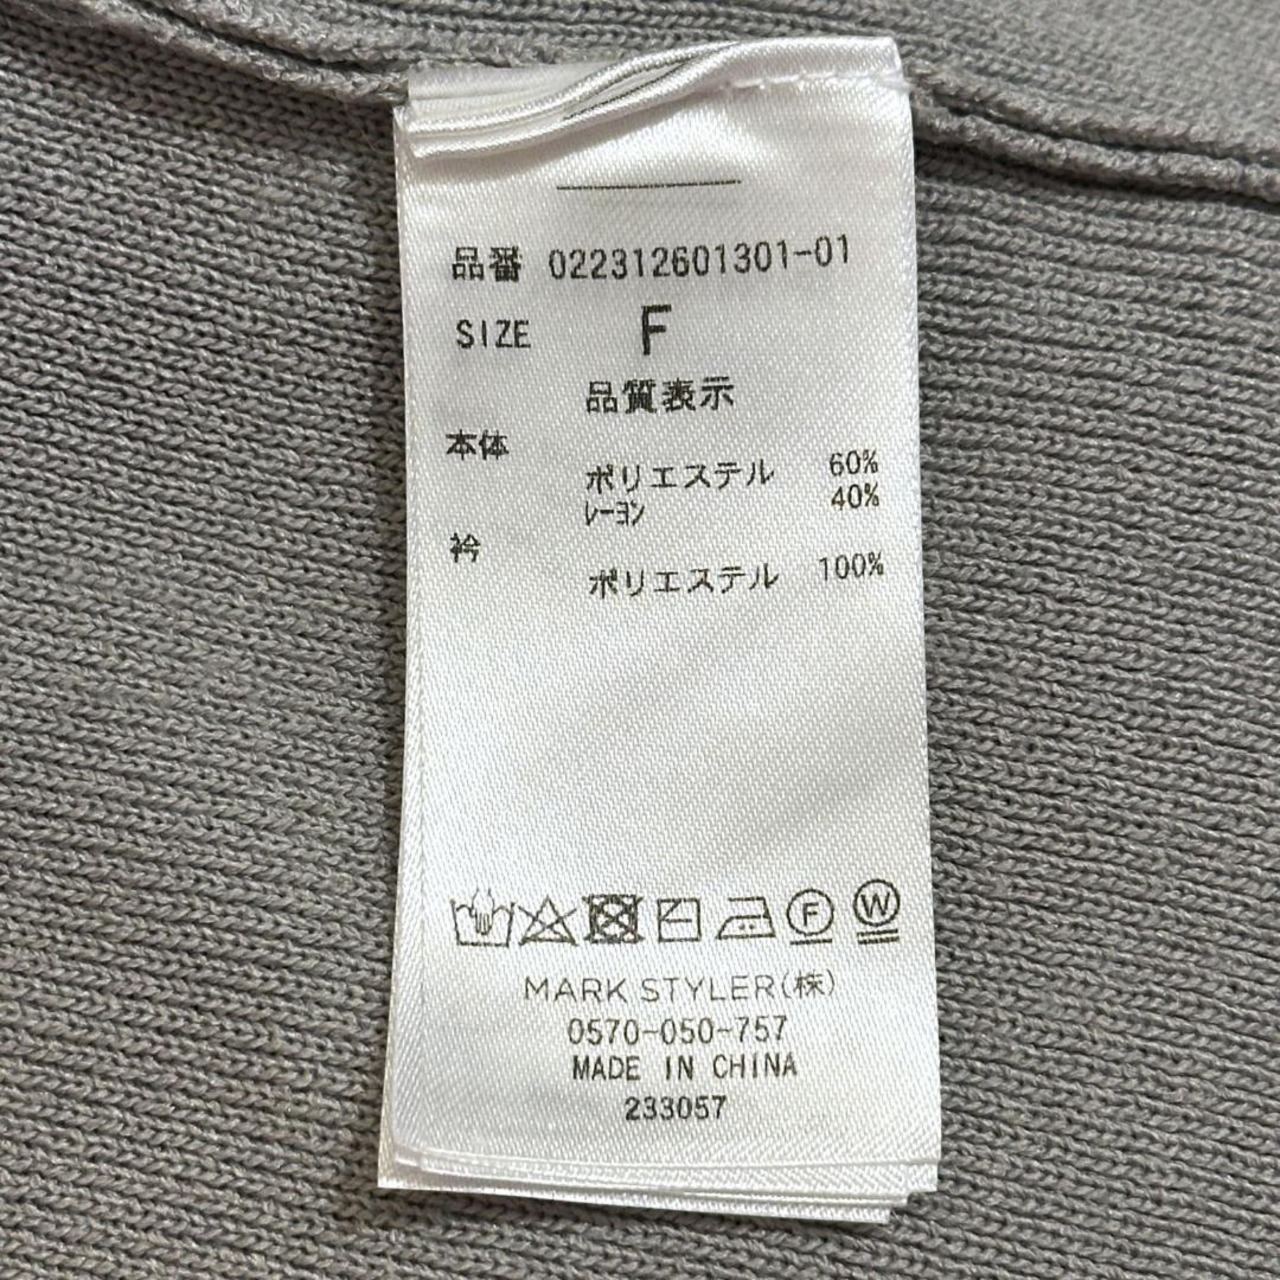 品番 022312601301-01
SIZE F
品質表示
本体
ポリエステル 60%
ﾚｰﾖﾝ 40%
衿
ポリエステル 100%
F W
MARK STYLER(株)
0570-050-757
MADE IN CHINA
233057